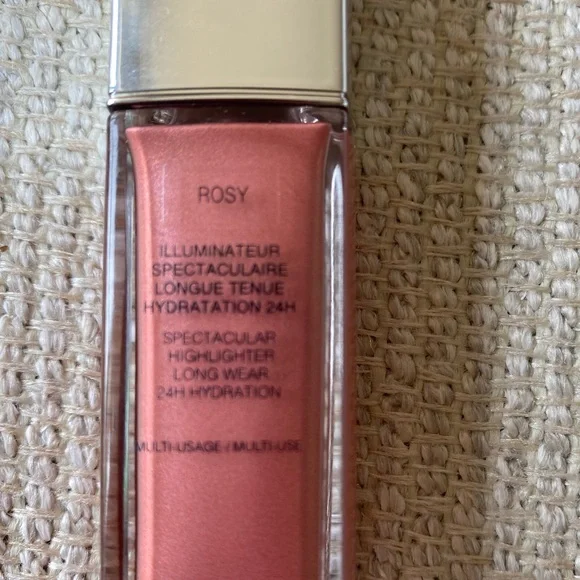 ROSY
ILLUMINATEUR
SPECTACULAIRE
LONGUE TENUE
HYDRATATION 24H
SPECTACULAR
HIGHLIGHTER
LONG WEAR
24H HYDRATION
MULTI-USAGE / MULTI-USE